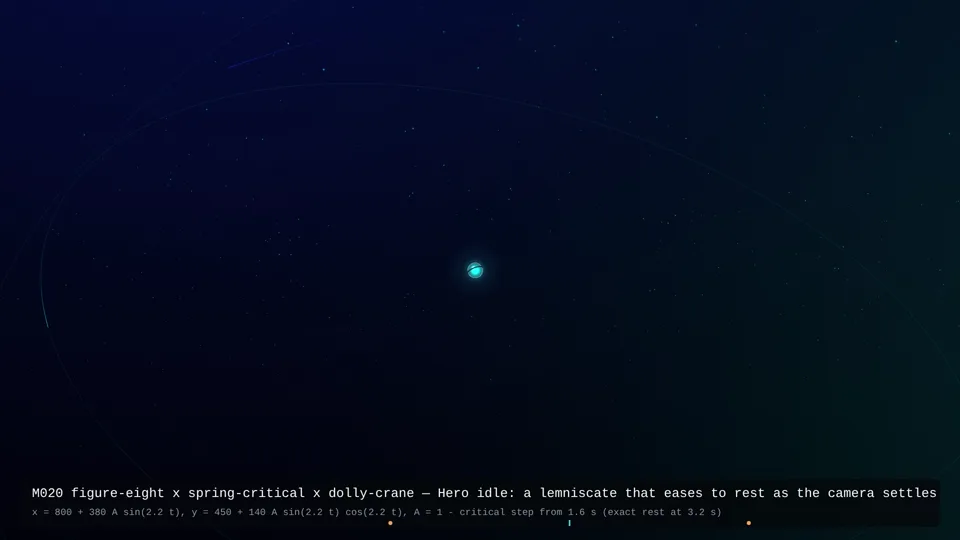 M020 figure-eight x spring-critical x dolly-crane — Hero idle: a lemniscate that eases to rest as the camera settles
x = 800 + 380 A sin(2.2 t), y = 450 + 140 A sin(2.2 t) cos(2.2 t), A = 1 - critical step from 1.6 s (exact rest at 3.2 s)